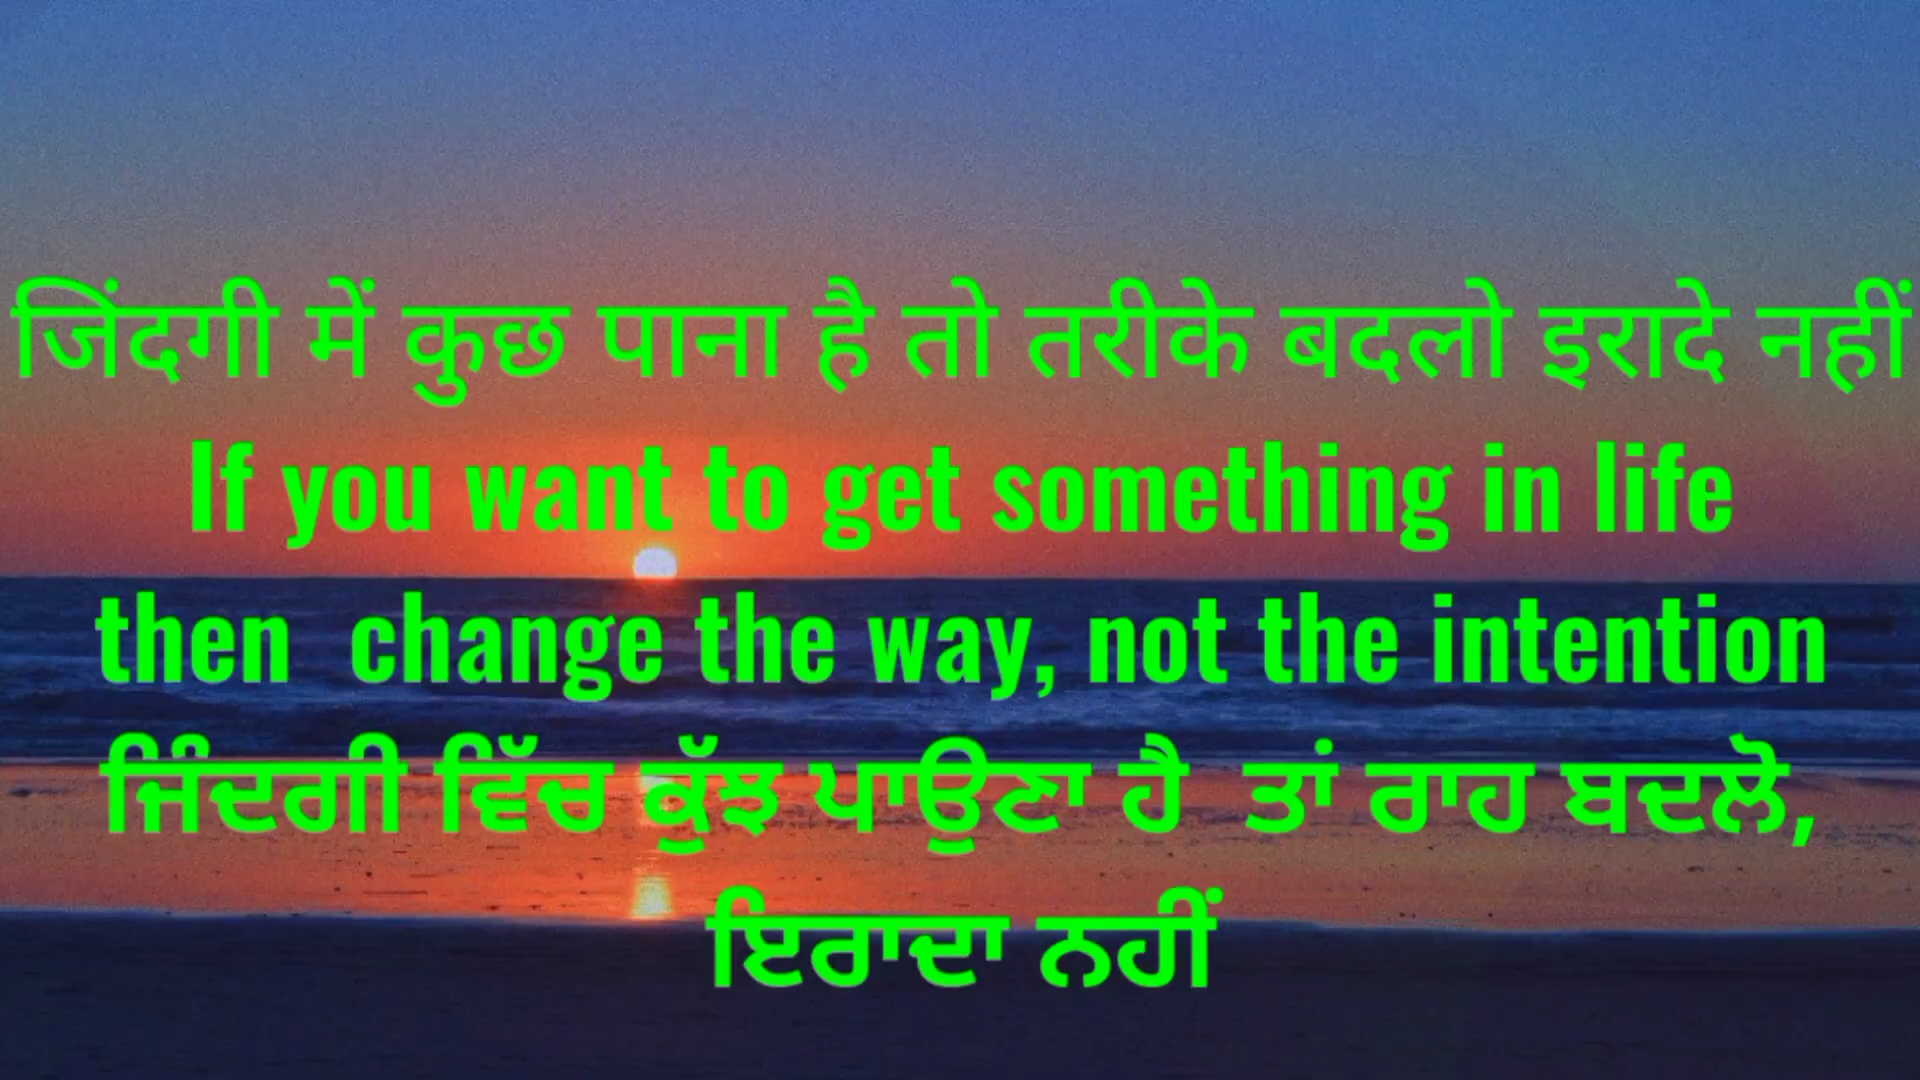 जिंदगी में कुछ पाना है तो तरीके बदलो इरादे नहीं
If you want to get something in life
then  change the way, not the intention
ਜਿੰਦਗੀ ਵਿੱਚ ਕੁੱਝ ਪਾਉਣਾ ਹੈ  ਤਾਂ ਰਾਹ ਬਦਲੋ,
ਇਰਾਦਾ ਨਹੀਂ